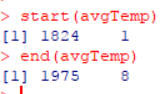 > start(avgTemp)
[1] 1824    1
> end(avgTemp)
[1] 1975    8
>